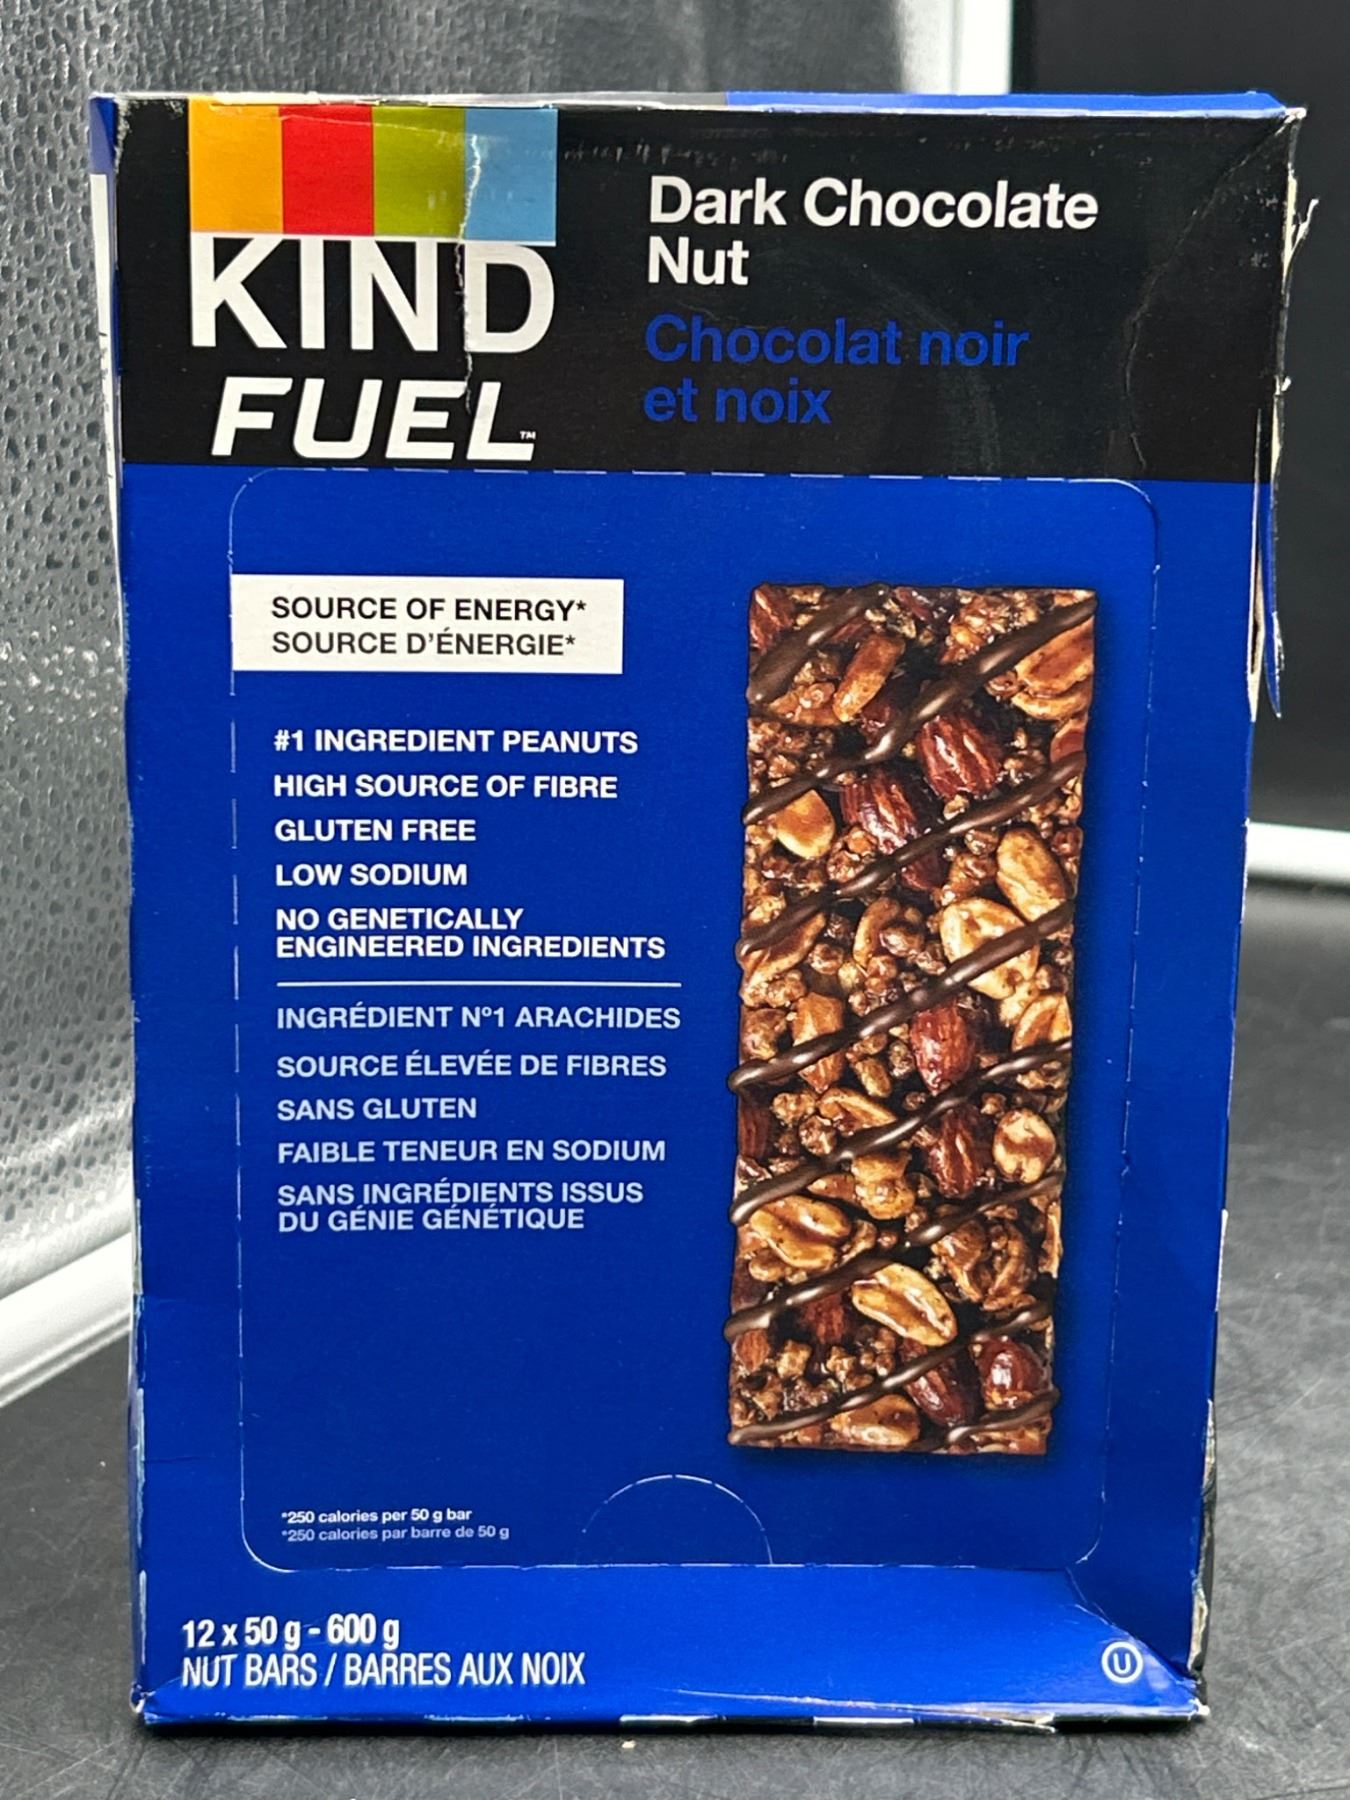 KIND
FUEL™
Dark Chocolate
Nut
Chocolat noir
et noix
SOURCE OF ENERGY*
SOURCE D'ÉNERGIE*
#1 INGREDIENT PEANUTS
HIGH SOURCE OF FIBRE
GLUTEN FREE
LOW SODIUM
NO GENETICALLY
ENGINEERED INGREDIENTS
INGRÉDIENT Nº1 ARACHIDES
SOURCE ÉLEVÉE DE FIBRES
SANS GLUTEN
FAIBLE TENEUR EN SODIUM
SANS INGRÉDIENTS ISSUS
DU GÉNIE GÉNÉTIQUE
*250 calories per 50 g bar
*250 calories par barre de 50 g
12 x 50 g - 600 g
NUT BARS / BARRES AUX NOIX
U